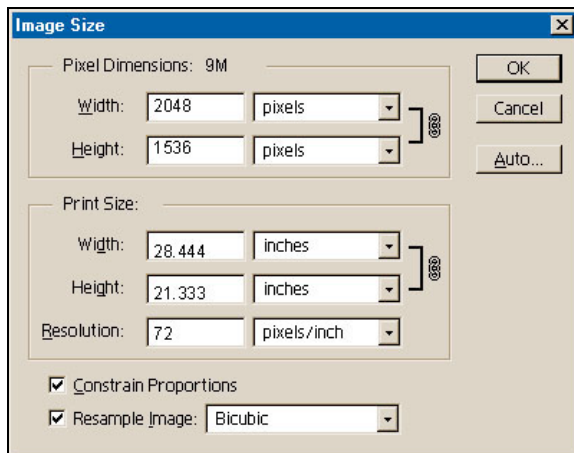 Image Size
Pixel Dimensions: 9M
Width: 2048 pixels
Height: 1536 pixels
Print Size:
Width: 28.444 inches
Height: 21.333 inches
Resolution: 72 pixels/inch
Constrain Proportions
Resample Image: Bicubic
OK
Cancel
Auto...